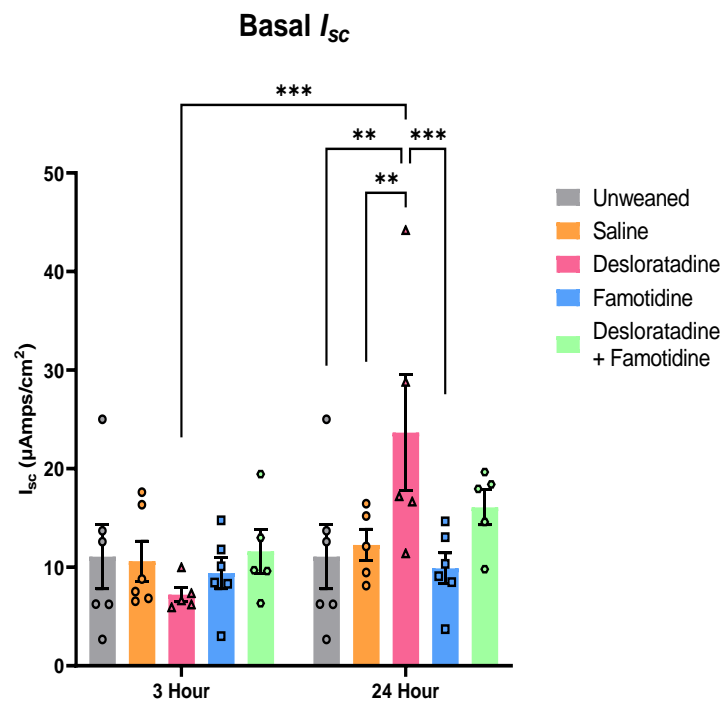 Basal Isc
***
** ***
**
50
40
30
20
10
0
Isc (µAmps/cm²)
3 Hour 24 Hour
Unweaned
Saline
Desloratadine
Famotidine
Desloratadine
+ Famotidine